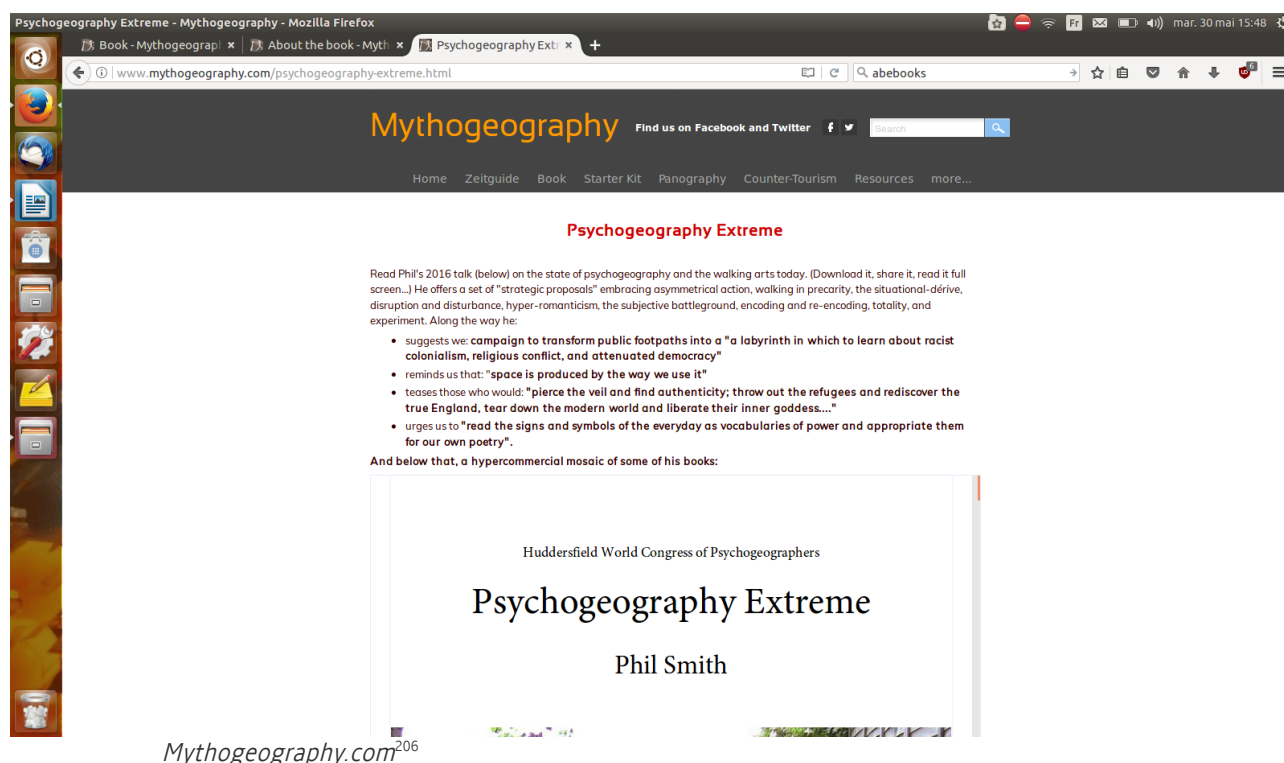 Psychogeography Extreme - Mythogeography - Mozilla Firefox
Fr mar. 30 mai 15:48
Book - Mythogeograp × About the book - Myth × Psychogeography Extr × +
www.mythogeography.com/psychogeography-extreme.html abebooks 6
Mythogeography Find us on Facebook and Twitter Search
Home Zeitguide Book Starter Kit Panography Counter-Tourism Resources more...
Psychogeography Extreme
Read Phil's 2016 talk (below) on the state of psychogeography and the walking arts today. (Download it, share it, read it full
screen...) He offers a set of "strategic proposals" embracing asymmetrical action, walking in precarity, the situational-dérive,
disruption and disturbance, hyper-romanticism, the subjective battleground, encoding and re-encoding, totality, and
experiment. Along the way he:
• suggests we: campaign to transform public footpaths into a "a labyrinth in which to learn about racist
colonialism, religious conflict, and attenuated democracy"
• reminds us that: "space is produced by the way we use it"
• teases those who would: "pierce the veil and find authenticity; throw out the refugees and rediscover the
true England, tear down the modern world and liberate their inner goddess...."
• urges us to "read the signs and symbols of the everyday as vocabularies of power and appropriate them
for our own poetry".
And below that, a hypercommercial mosaic of some of his books:
Huddersfield World Congress of Psychogeographers
Psychogeography Extreme
Phil Smith
Mythogeography.com206